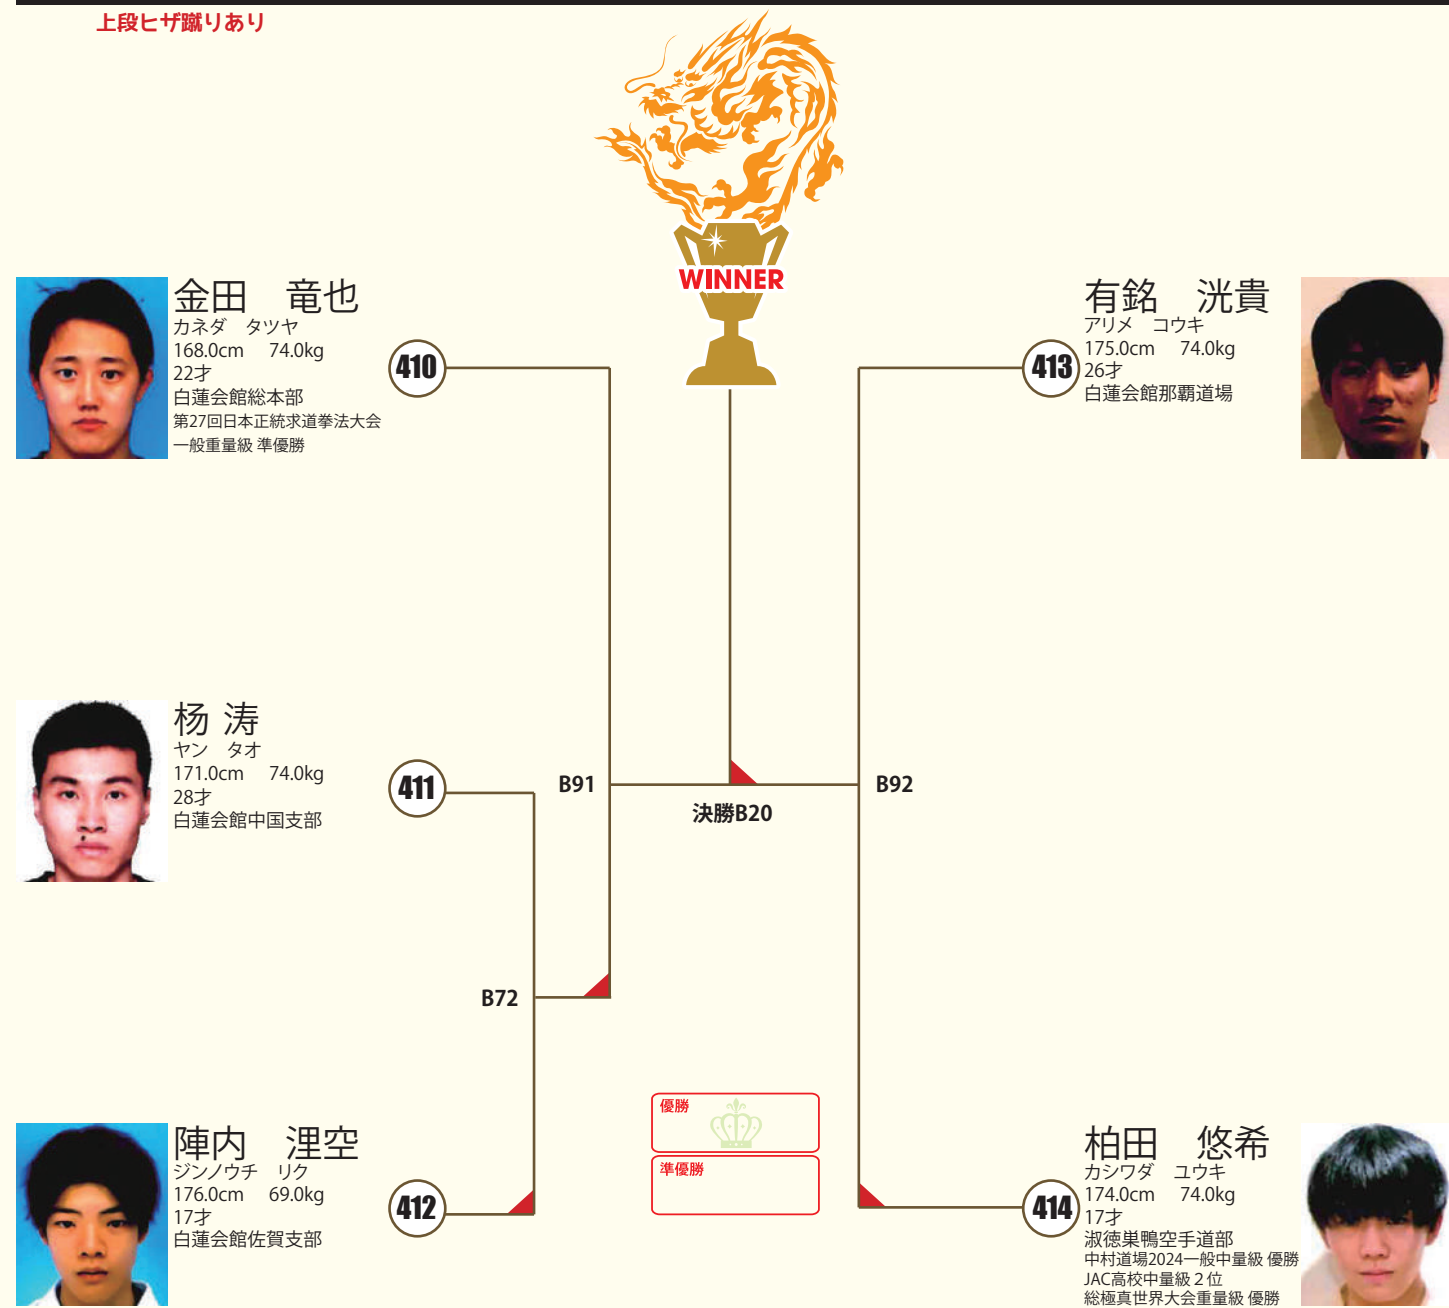 上段ヒザ蹴りあり
WINNER
金田　竜也
カネダ　タツヤ
168.0cm　74.0kg
22才
白蓮会館総本部
第27回日本正統求道拳法大会
一般重量級 準優勝
410
有銘　洸貴
アリメ　コウキ
175.0cm　74.0kg
26才
白蓮会館那覇道場
413
杨 涛
ヤン　タオ
171.0cm　74.0kg
28才
白蓮会館中国支部
411
B91
B92
決勝B20
B72
陣内　浬空
ジンノウチ　リク
176.0cm　69.0kg
17才
白蓮会館佐賀支部
412
優勝
準優勝
柏田　悠希
カシワダ　ユウキ
174.0cm　74.0kg
17才
淑徳巣鴨空手道部
中村道場2024一般中量級 優勝
JAC高校中量級２位
総極真世界大会重量級 優勝
414